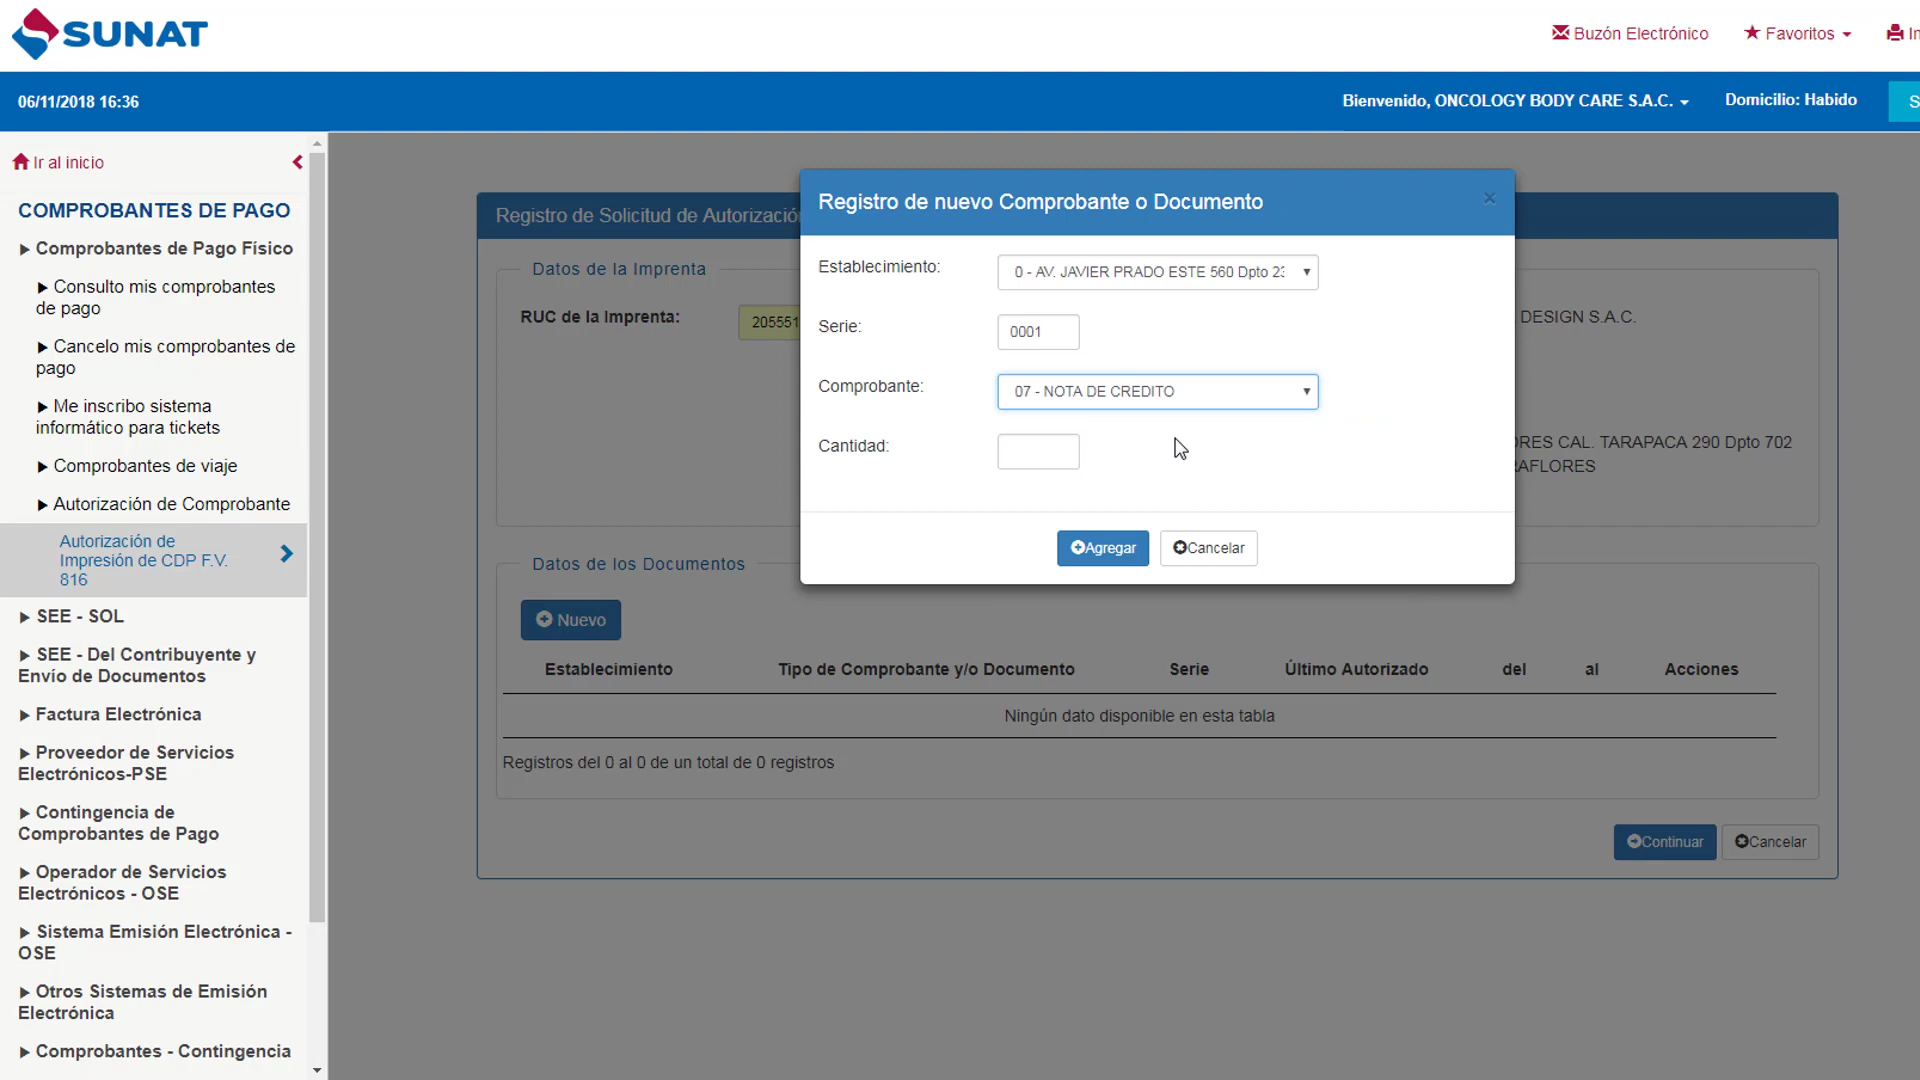 SUNAT
Buzón Electrónico
Favoritos
06/11/2018 16:36
Bienvenido, ONCOLOGY BODY CARE S.A.C.
Domicilio: Habido
Ir al inicio
COMPROBANTES DE PAGO
Comprobantes de Pago Físico
Consulto mis comprobantes
de pago
Cancelo mis comprobantes de
pago
Me inscribo sistema
informático para tickets
Comprobantes de viaje
Autorización de Comprobante
Autorización de
Impresión de CDP F.V.
816
SEE - SOL
SEE - Del Contribuyente y
Envío de Documentos
Factura Electrónica
Proveedor de Servicios
Electrónicos-PSE
Contingencia de
Comprobantes de Pago
Operador de Servicios
Electrónicos - OSE
Sistema Emisión Electrónica -
OSE
Otros Sistemas de Emisión
Electrónica
Comprobantes - Contingencia
Registro de Solicitud de Autorizació
Datos de la Imprenta
RUC de la Imprenta:
205551
DESIGN S.A.C.
RES CAL. TARAPACA 290 Dpto 702
RAFLORES
Registro de nuevo Comprobante o Documento
×
Establecimiento:
0 - AV. JAVIER PRADO ESTE 560 Dpto 23
Serie:
0001
Comprobante:
07 - NOTA DE CREDITO
Cantidad:
Agregar
Cancelar
Datos de los Documentos
Nuevo
Establecimiento
Tipo de Comprobante y/o Documento
Serie
Último Autorizado
del
al
Acciones
Ningún dato disponible en esta tabla
Registros del 0 al 0 de un total de 0 registros
Continuar
Cancelar